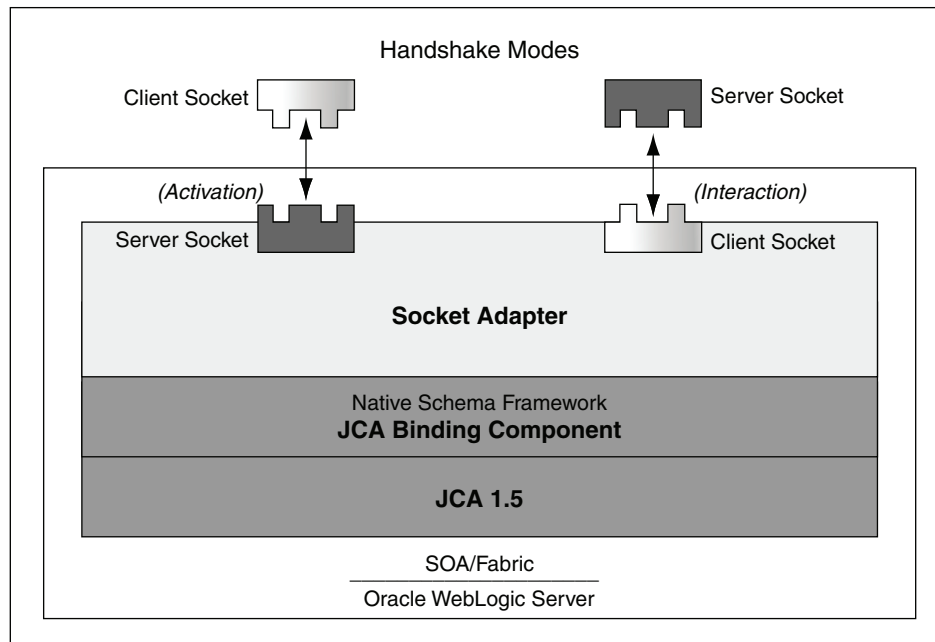 Handshake Modes
Client Socket
Server Socket
(Activation)
(Interaction)
Server Socket
Client Socket
Socket Adapter
Native Schema Framework
JCA Binding Component
JCA 1.5
SOA/Fabric
Oracle WebLogic Server